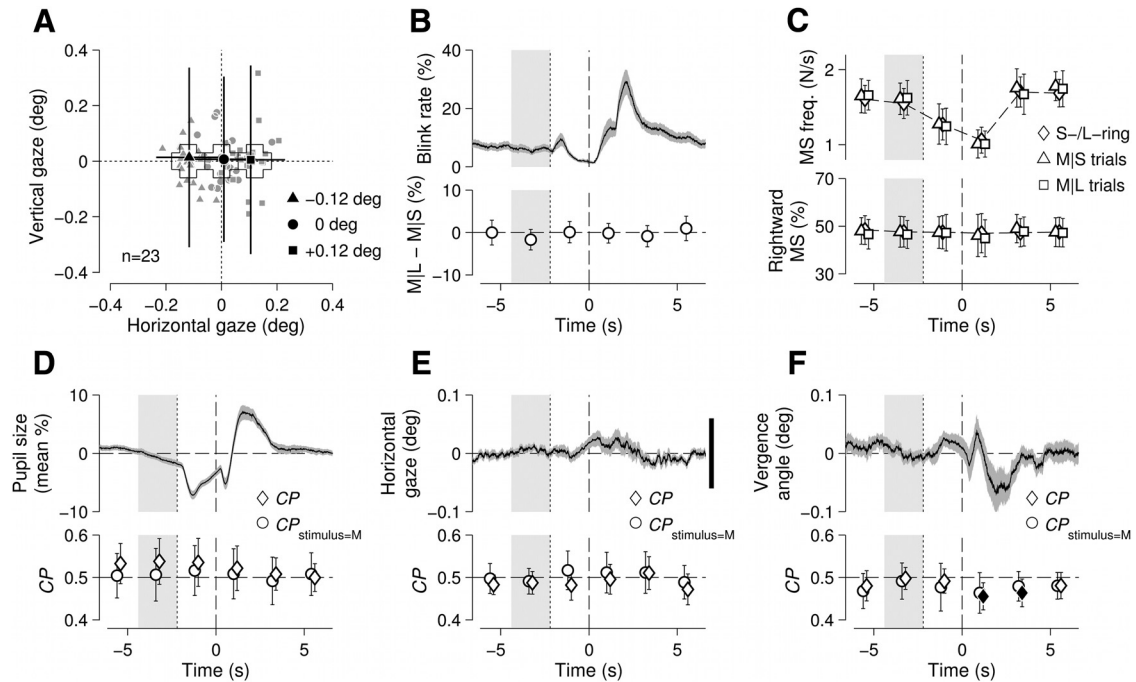 A
0.4
0.2
0
−0.2
−0.4
Vertical gaze (deg)
−0.12 deg
0 deg
+0.12 deg
n=23
−0.4 −0.2 0 0.2 0.4
Horizontal gaze (deg)
B
40
20
0
Blink rate (%)
10
0
−10
M|L − M|S (%)
−5 0 5
Time (s)
C
2
1
MS freq. (N/s)
S−/L−ring
M|S trials
M|L trials
70
50
30
Rightward
MS (%)
−5 0 5
Time (s)
D
10
0
−10
Pupil size
(mean %)
CP
CP stimulus=M
0.6
0.5
0.4
CP
−5 0 5
Time (s)
E
0.1
0
−0.1
Horizontal
gaze (deg)
CP
CP stimulus=M
0.6
0.5
0.4
CP
−5 0 5
Time (s)
F
0.1
0
−0.1
Vergence
angle (deg)
CP
CP stimulus=M
0.6
0.5
0.4
CP
−5 0 5
Time (s)